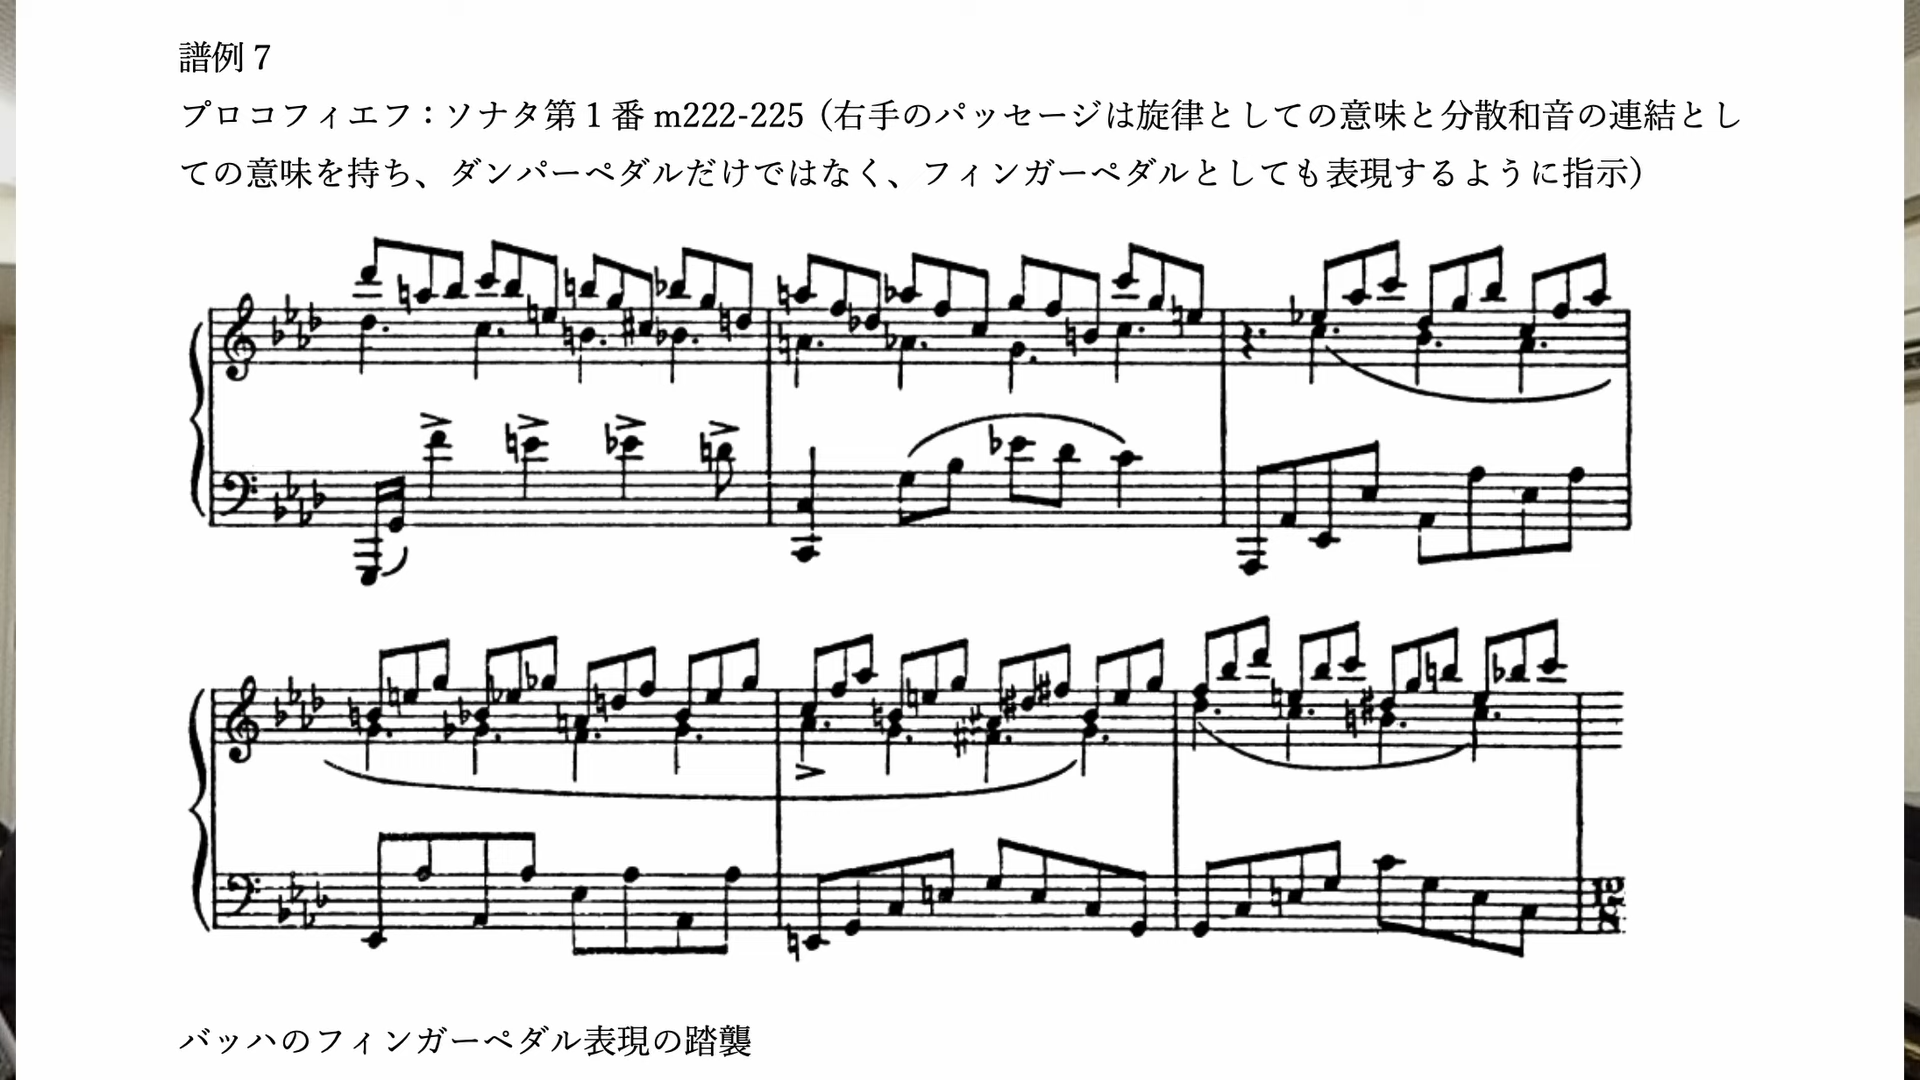 譜例 7
プロコフィエフ：ソナタ第 1 番 m222-225（右手のパッセージは旋律としての意味と分散和音の連結とし
ての意味を持ち、ダンパーペダルだけではなく、フィンガーペダルとしても表現するように指示）
12
8
バッハのフィンガーペダル表現の踏襲